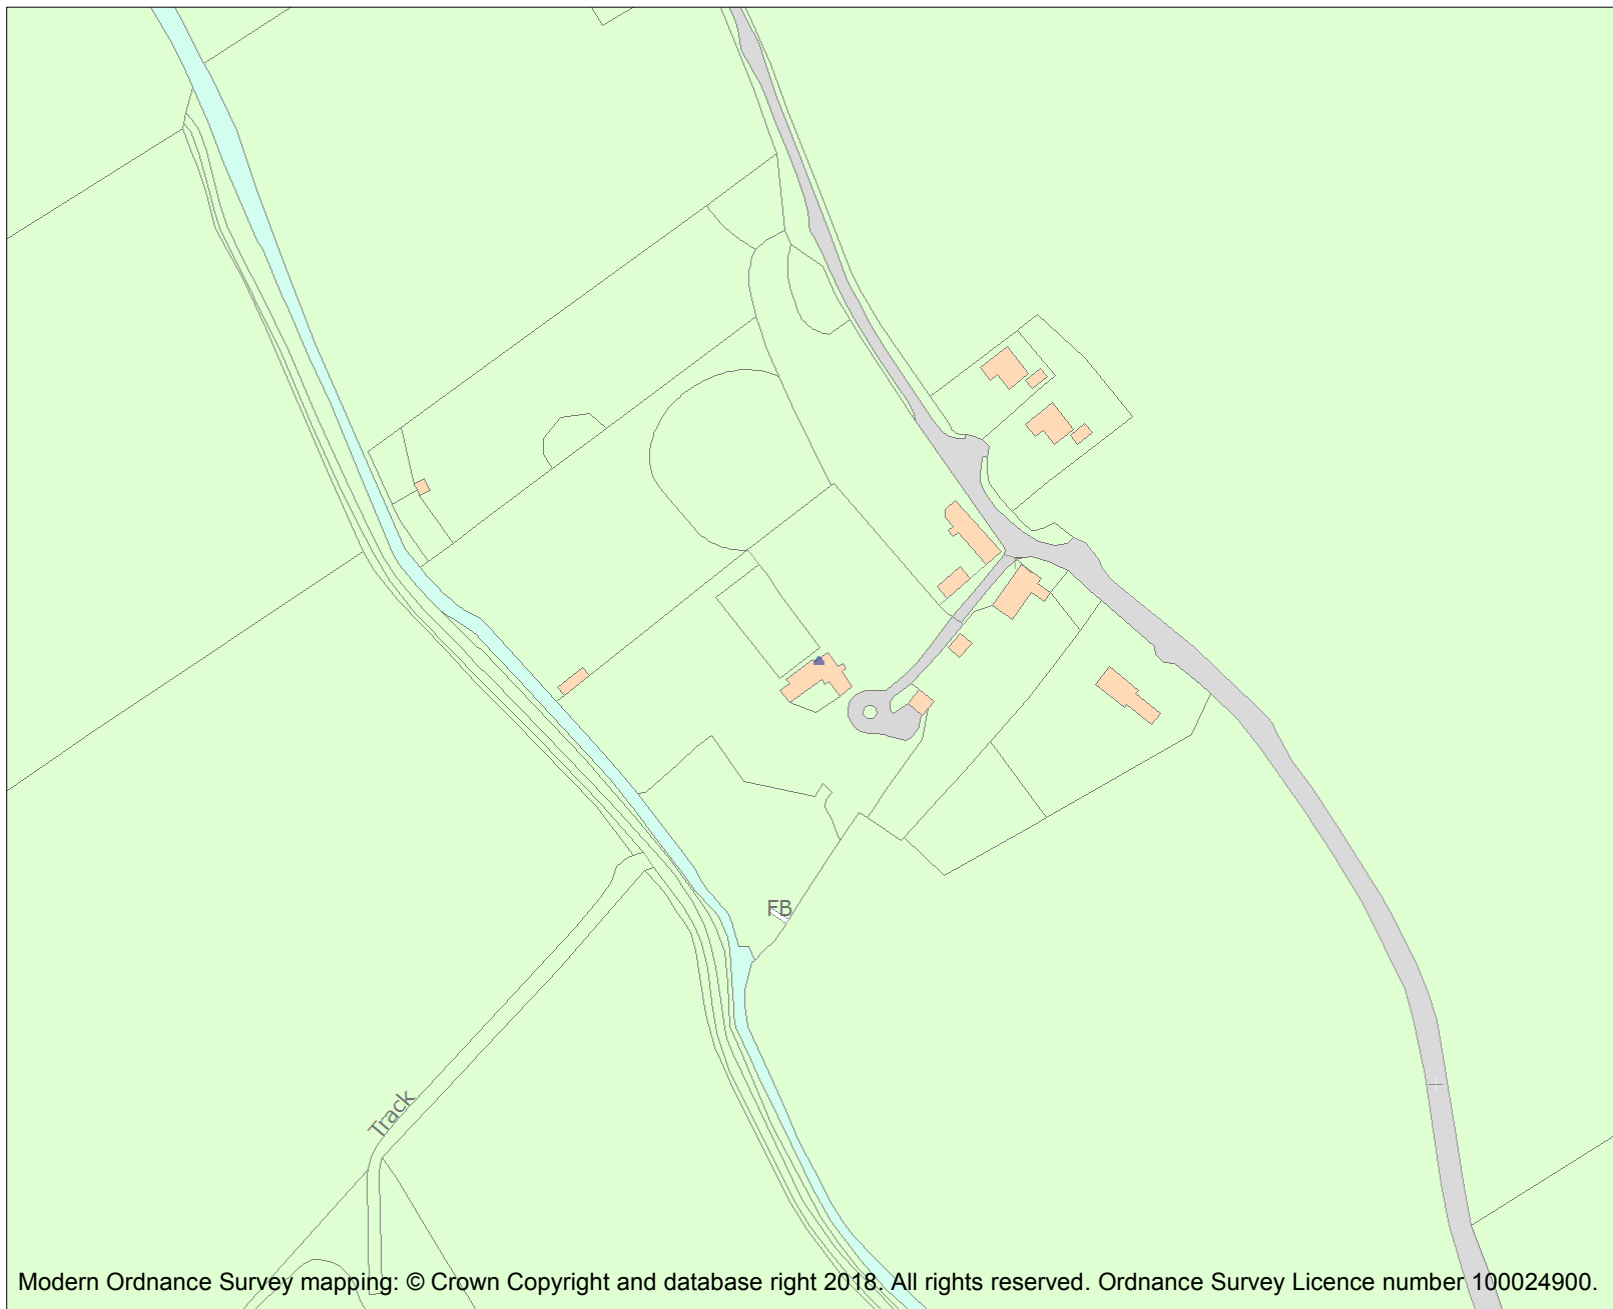 FB
Track
Modern Ordnance Survey mapping: © Crown Copyright and database right 2018. All rights reserved. Ordnance Survey Licence number 100024900.